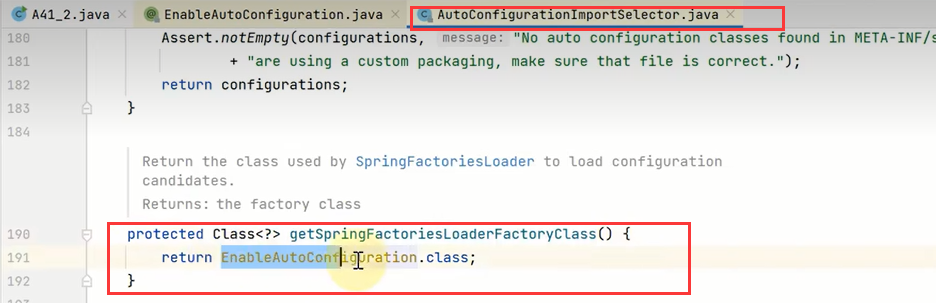 A41_2.java × EnableAutoConfiguration.java × AutoConfigurationImportSelector.java ×
180 Assert.notEmpty(configurations, message: "No auto configuration classes found in META-INF/s
181 + "are using a custom packaging, make sure that file is correct.");
182 return configurations;
183 }
184
Return the class used by SpringFactoriesLoader to load configuration
candidates.
Returns: the factory class
190 protected Class<?> getSpringFactoriesLoaderFactoryClass() {
191 return EnableAutoConfiguration.class;
192 }
193